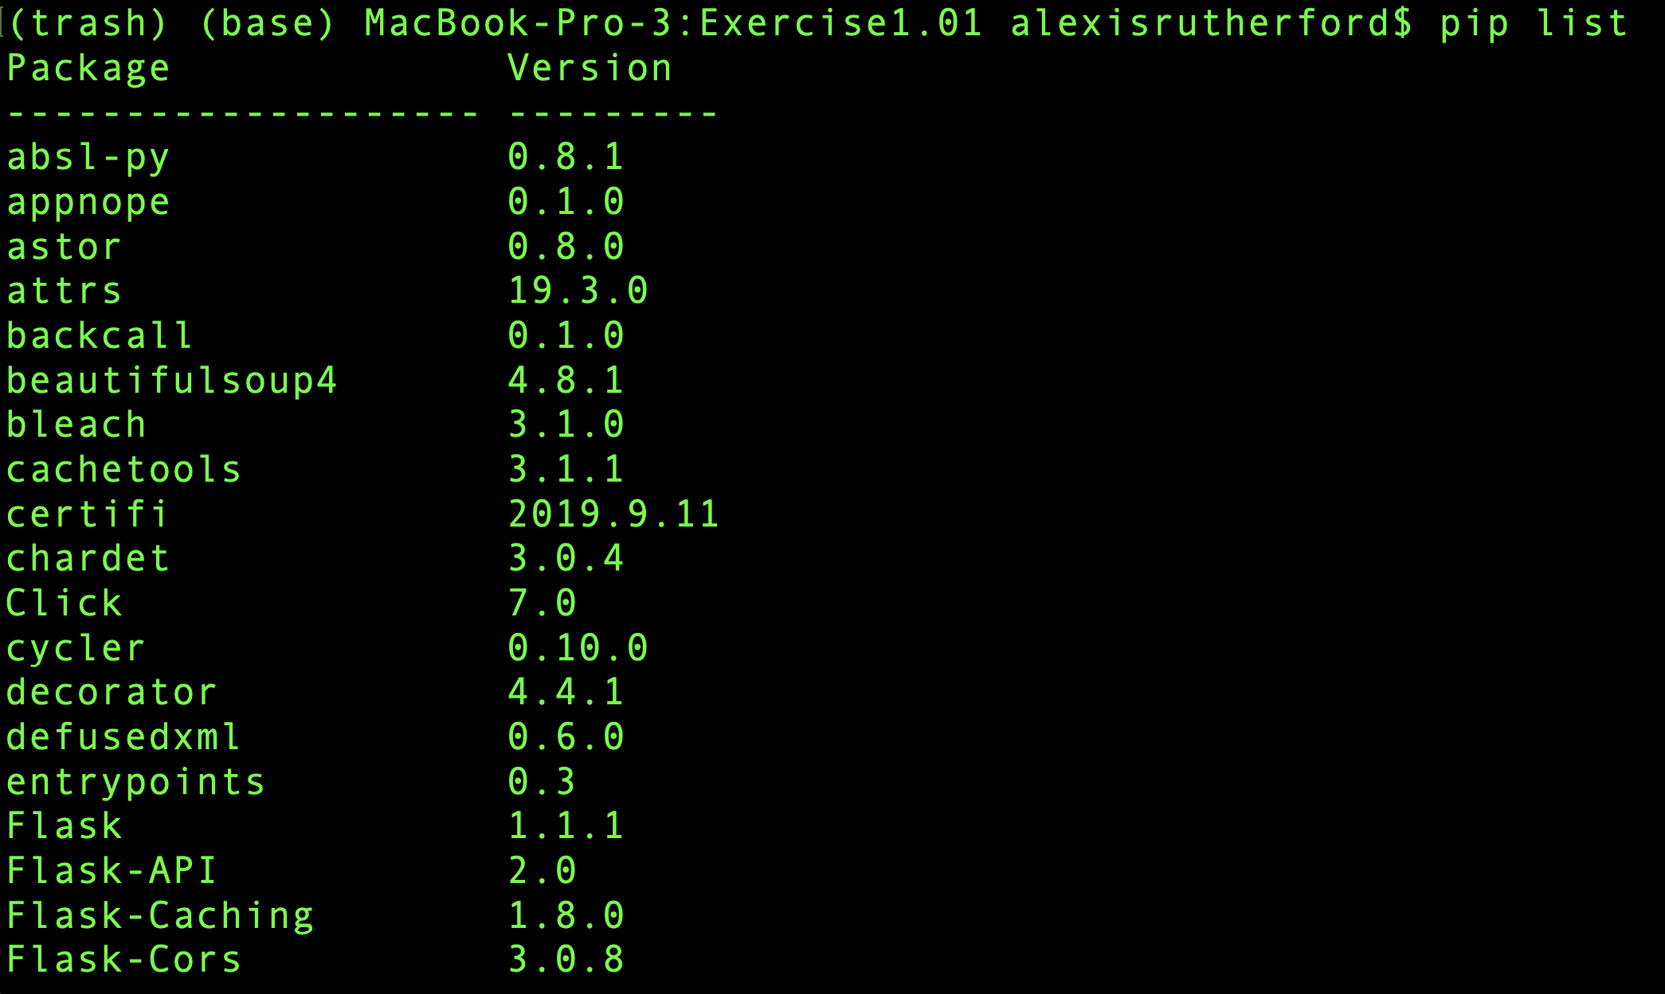 (trash) (base) MacBook-Pro-3:Exercise1.01 alexisrutherford$ pip list
Package              Version
-------------------- ---------
absl-py              0.8.1
appnope              0.1.0
astor                0.8.0
attrs                19.3.0
backcall             0.1.0
beautifulsoup4       4.8.1
bleach               3.1.0
cachetools           3.1.1
certifi              2019.9.11
chardet              3.0.4
Click                7.0
cycler               0.10.0
decorator            4.4.1
defusedxml           0.6.0
entrypoints          0.3
Flask                1.1.1
Flask-API            2.0
Flask-Caching        1.8.0
Flask-Cors           3.0.8